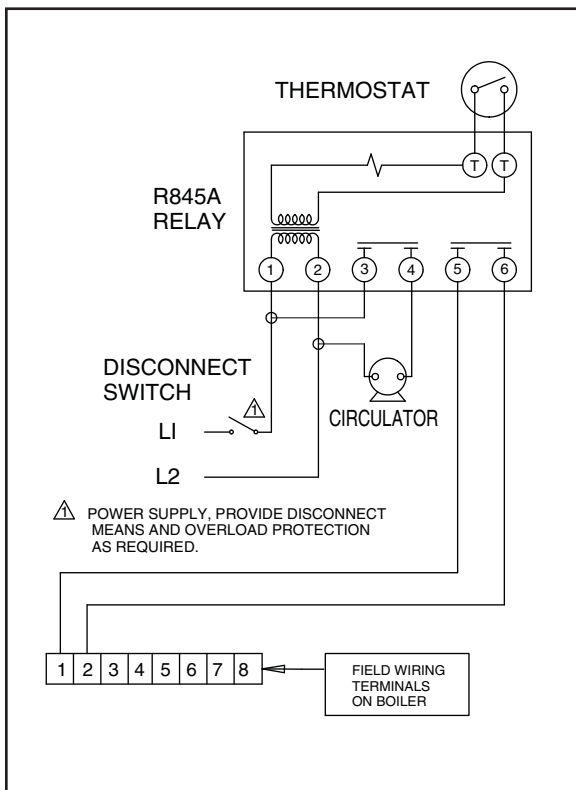 THERMOSTAT
T T
R845A
RELAY
1 2 3 4 5 6
DISCONNECT
SWITCH
1
CIRCULATOR
LI
L2
1 POWER SUPPLY, PROVIDE DISCONNECT
MEANS AND OVERLOAD PROTECTION
AS REQUIRED.
1 2 3 4 5 6 7 8
FIELD WIRING
TERMINALS
ON BOILER